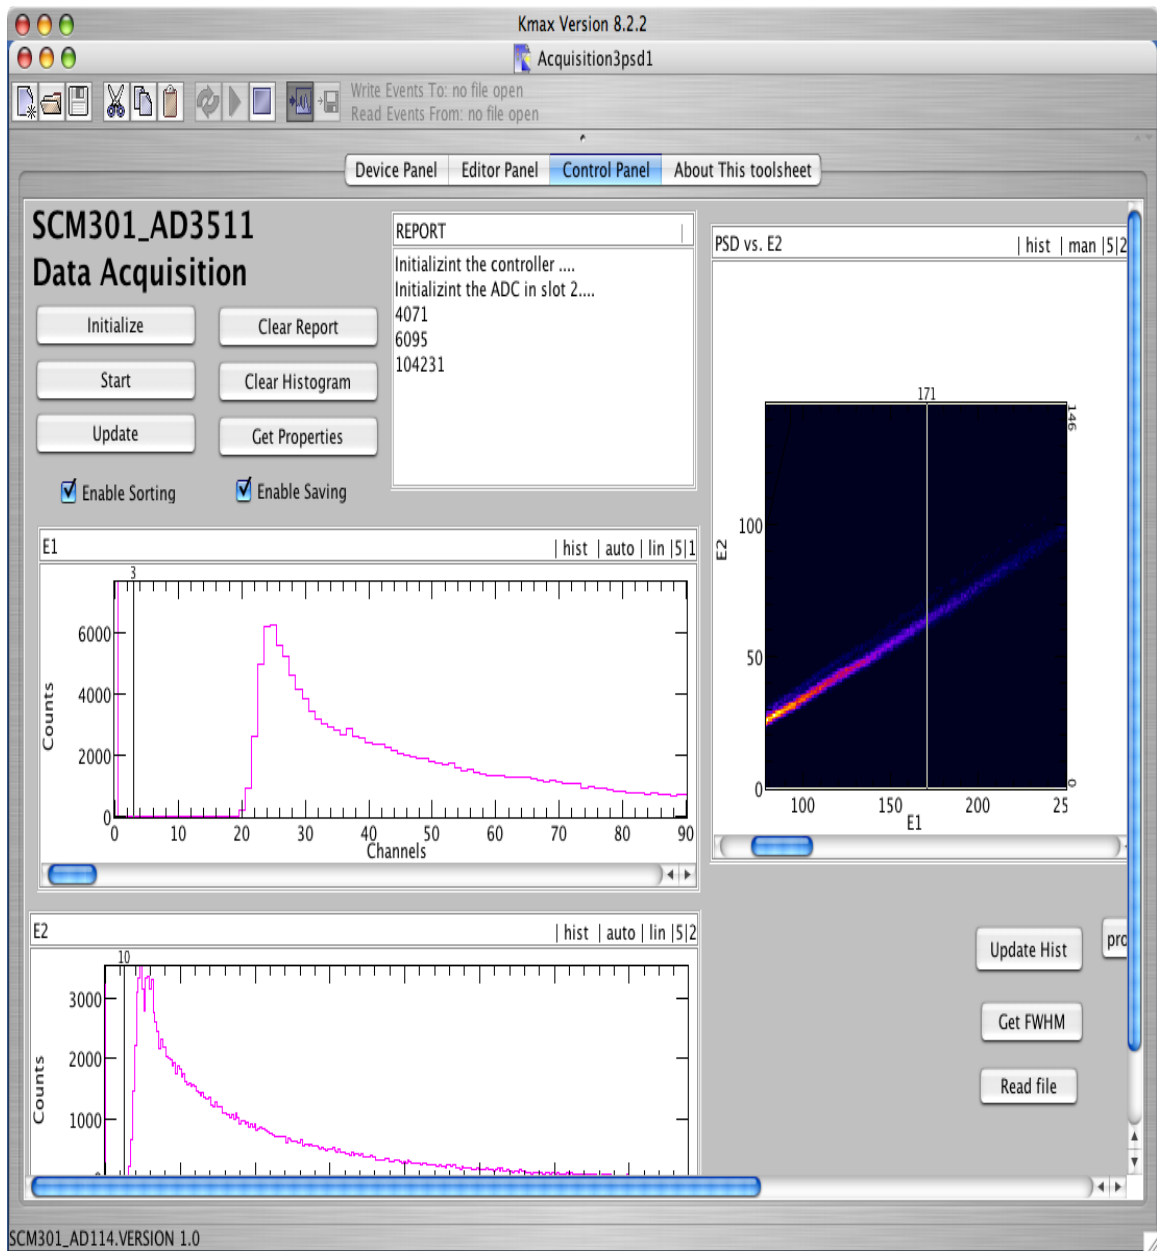 Kmax Version 8.2.2
Acquisition3psd1
Write Events To: no file open
Read Events From: no file open
Device Panel
Editor Panel
Control Panel
About This toolsheet
SCM301_AD3511
Data Acquisition
Initialize
Clear Report
Start
Clear Histogram
Update
Get Properties
Enable Sorting
Enable Saving
REPORT
Initializint the controller ....
Initializint the ADC in slot 2....
4071
6095
104231
PSD vs. E2 | hist | man |5|2
171
146
100
50
0
0
E2
100 150 200 25
E1
E1 | hist | auto | lin |5|1
3
6000
4000
2000
0
Counts
0 10 20 30 40 50 60 70 80 90
Channels
E2 | hist | auto | lin |5|2
10
3000
2000
1000
Counts
Update Hist
pro
Get FWHM
Read file
SCM301_AD114.VERSION 1.0